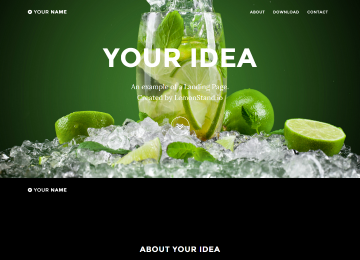 YOUR NAME
ABOUT DOWNLOAD CONTACT
YOUR IDEA
An example of a Landing Page.
Created by LemonStand.io
YOUR NAME
ABOUT YOUR IDEA